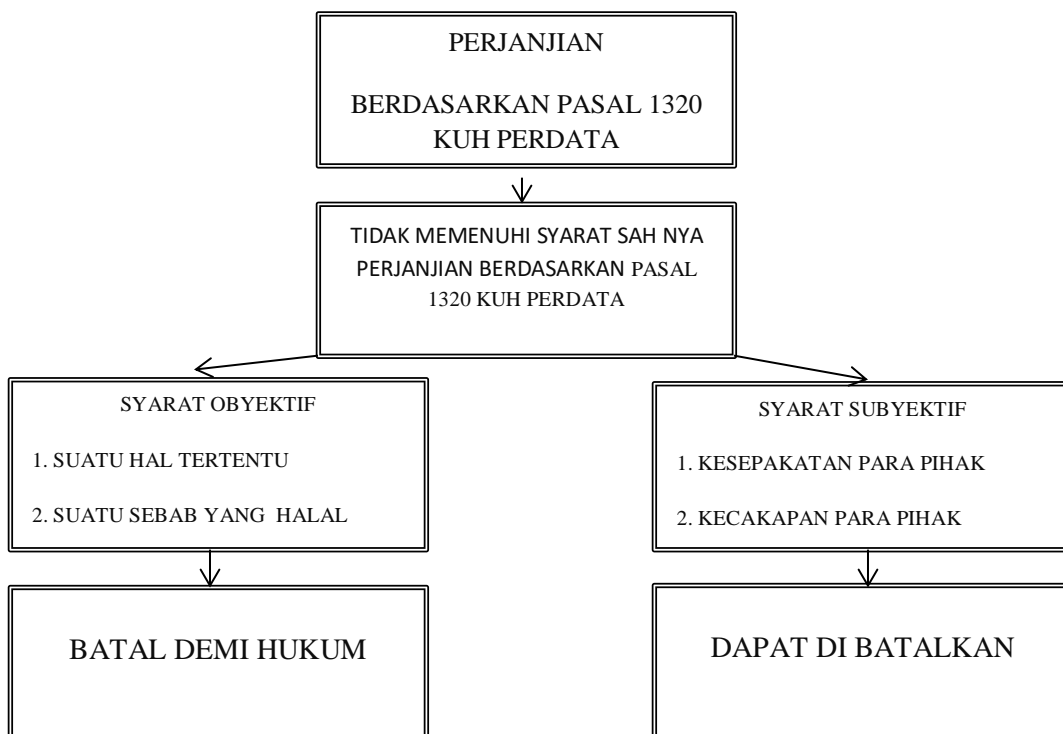 PERJANJIAN
BERDASARKAN PASAL 1320
KUH PERDATA
TIDAK MEMENUHI SYARAT SAH NYA
PERJANJIAN BERDASARKAN PASAL
1320 KUH PERDATA
SYARAT OBYEKTIF
1. SUATU HAL TERTENTU
2. SUATU SEBAB YANG HALAL
SYARAT SUBYEKTIF
1. KESEPAKATAN PARA PIHAK
2. KECAKAPAN PARA PIHAK
BATAL DEMI HUKUM
DAPAT DI BATALKAN